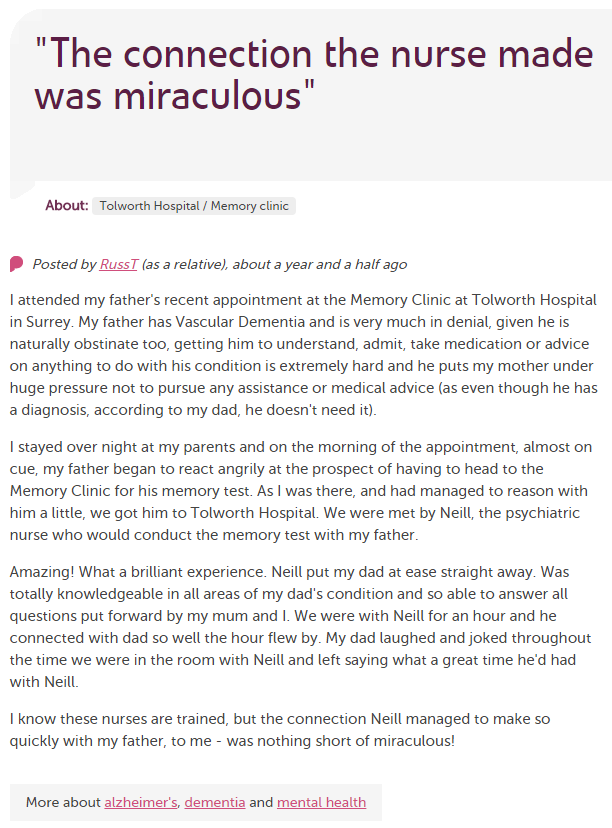 "The connection the nurse made
was miraculous"
About: Tolworth Hospital / Memory clinic
Posted by RussT (as a relative), about a year and a half ago
I attended my father's recent appointment at the Memory Clinic at Tolworth Hospital
in Surrey. My father has Vascular Dementia and is very much in denial, given he is
naturally obstinate too, getting him to understand, admit, take medication or advice
on anything to do with his condition is extremely hard and he puts my mother under
huge pressure not to pursue any assistance or medical advice (as even though he has
a diagnosis, according to my dad, he doesn't need it).
I stayed over night at my parents and on the morning of the appointment, almost on
cue, my father began to react angrily at the prospect of having to head to the
Memory Clinic for his memory test. As I was there, and had managed to reason with
him a little, we got him to Tolworth Hospital. We were met by Neill, the psychiatric
nurse who would conduct the memory test with my father.
Amazing! What a brilliant experience. Neill put my dad at ease straight away. Was
totally knowledgeable in all areas of my dad's condition and so able to answer all
questions put forward by my mum and I. We were with Neill for an hour and he
connected with dad so well the hour flew by. My dad laughed and joked throughout
the time we were in the room with Neill and left saying what a great time he'd had
with Neill.
I know these nurses are trained, but the connection Neill managed to make so
quickly with my father, to me - was nothing short of miraculous!
More about alzheimer's, dementia and mental health